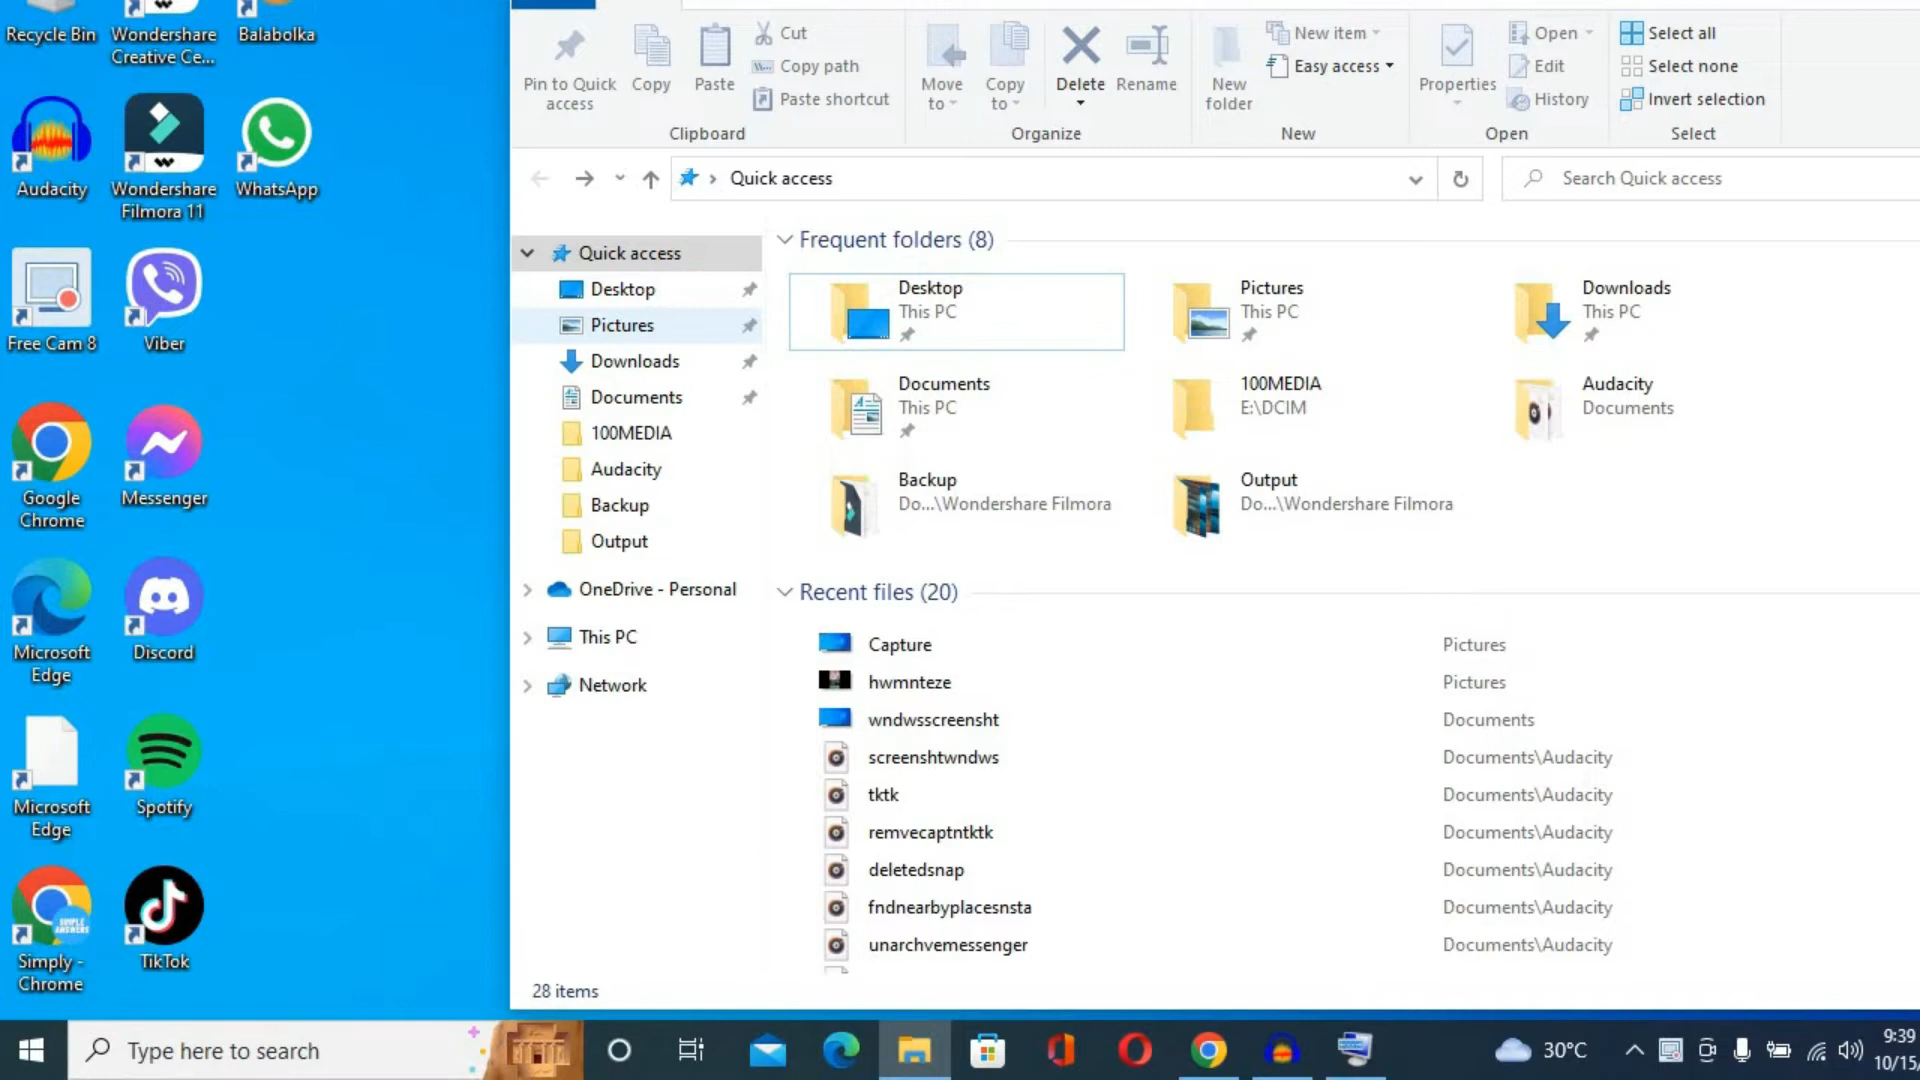 Recycle Bin
Wondershare
Creative Ce...
Balabolka
Audacity
Wondershare
Filmora 11
WhatsApp
Free Cam 8
Viber
Google
Chrome
Messenger
Microsoft
Edge
Discord
Microsoft
Edge
Spotify
SIMPLE
ANSWERS
Simply -
Chrome
TikTok
Pin to Quick
access
Copy
Paste
Cut
Copy path
Paste shortcut
Clipboard
Move
to
Copy
to
Delete
Rename
Organize
New
folder
New item
Easy access
New
Properties
Open
Edit
History
Open
Select all
Select none
Invert selection
Select
Quick access
Search Quick access
Quick access
Desktop
Pictures
Downloads
Documents
100MEDIA
Audacity
Backup
Output
OneDrive - Personal
This PC
Network
Frequent folders (8)
Desktop
This PC
Pictures
This PC
Downloads
This PC
Documents
This PC
100MEDIA
E:\DCIM
Audacity
Documents
Backup
Do...\Wondershare Filmora
Output
Do...\Wondershare Filmora
Recent files (20)
Capture Pictures
hwmnteze Pictures
wndwsscreensht Documents
screenshtwndws Documents\Audacity
tktk Documents\Audacity
remvecaptntktk Documents\Audacity
deletedsnap Documents\Audacity
fndnearbyplacesnsta Documents\Audacity
unarchvemessenger Documents\Audacity
28 items
Type here to search
30°C
9:39
10/15